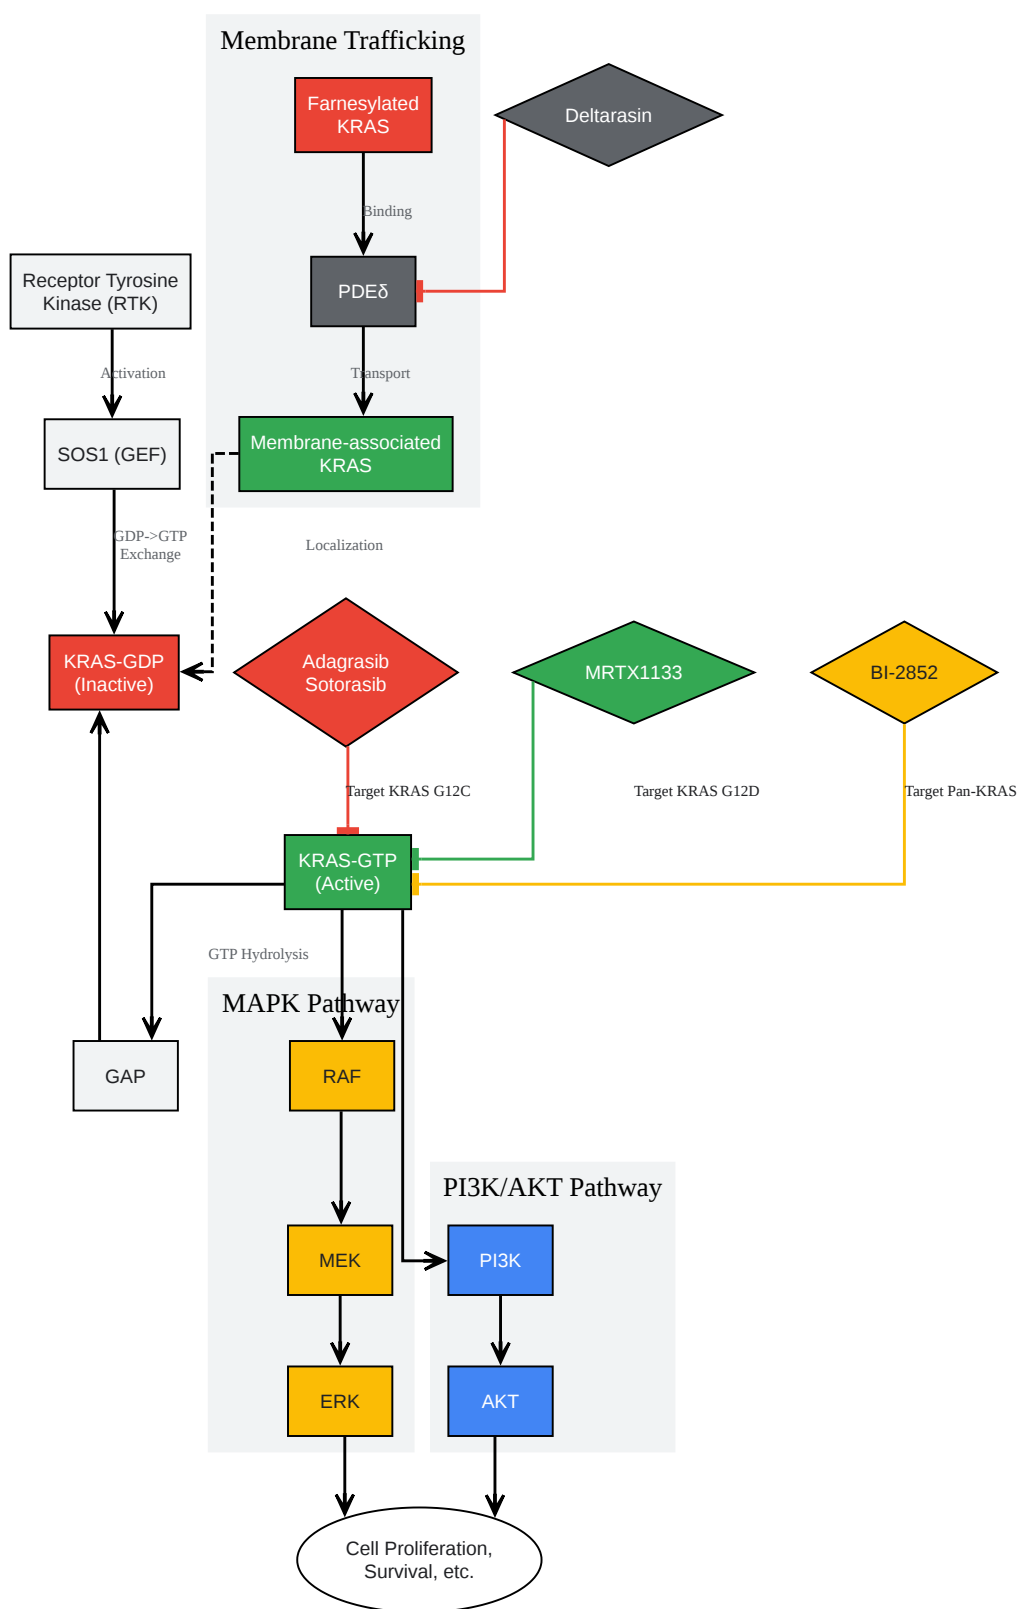 Membrane Trafficking
Farnesylated
KRAS
Deltarasin
Binding
Receptor Tyrosine
Kinase (RTK)
PDEδ
Activation
Transport
SOS1 (GEF)
Membrane-associated
KRAS
GDP->GTP
Exchange
Localization
KRAS-GDP
(Inactive)
Adagrasib
Sotorasib
MRTX1133
BI-2852
Target KRAS G12C
Target KRAS G12D
Target Pan-KRAS
KRAS-GTP
(Active)
GTP Hydrolysis
MAPK Pathway
GAP
RAF
PI3K/AKT Pathway
MEK
PI3K
ERK
AKT
Cell Proliferation,
Survival, etc.